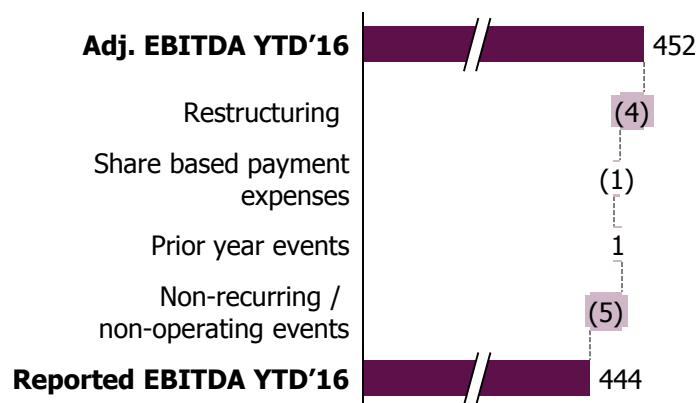 Adj. EBITDA YTD’16 452
Restructuring (4)
Share based payment
expenses (1)
Prior year events 1
Non-recurring /
non-operating events (5)
Reported EBITDA YTD’16 444